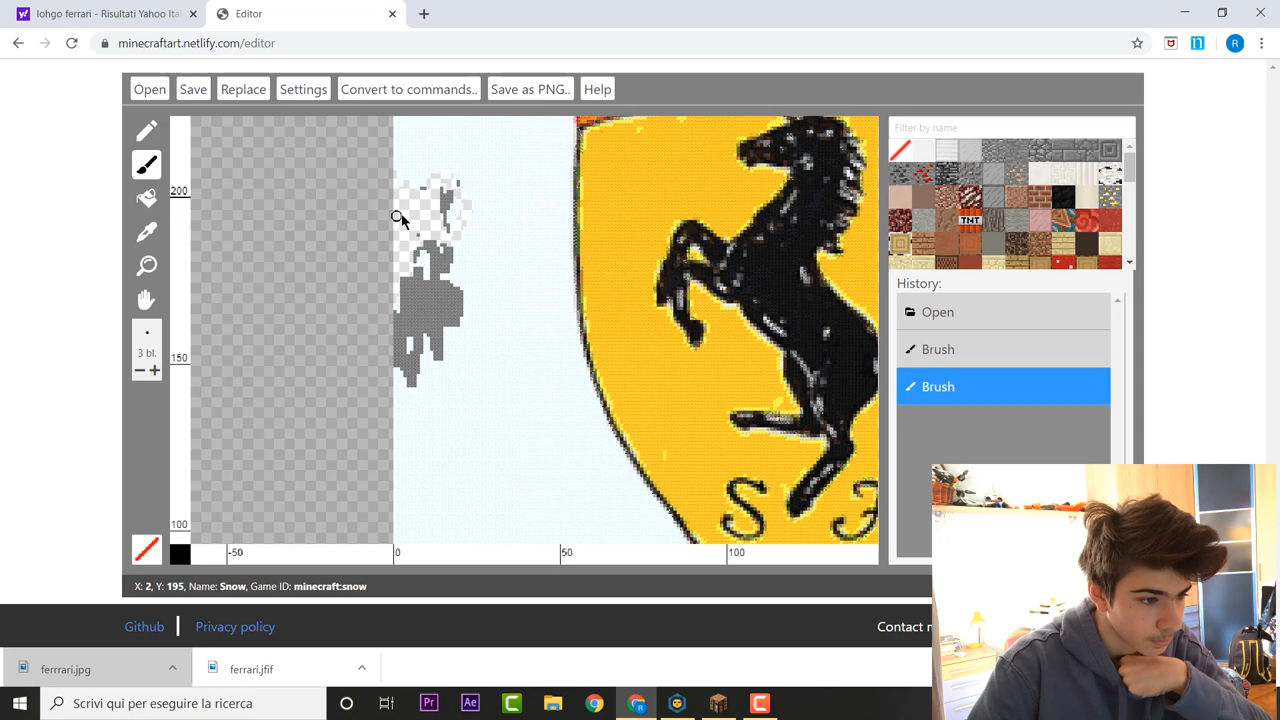 lohgo ferrari - Risultati Yahoo Ita
Editor
minecraftart.netlify.com/editor
R
Open
Save
Replace
Settings
Convert to commands..
Save as PNG..
Help
Filter by name
TNT
200
150
100
3 bl.
History:
Open
Brush
Brush
S F
-50
0
50
100
X: 2, Y: 195, Name: Snow, Game ID: minecraft:snow
Github
Privacy policy
Contact m
ferrrari.jpg
ferrari.jfif
Scrivi qui per eseguire la ricerca
Pr
Ae
C
C